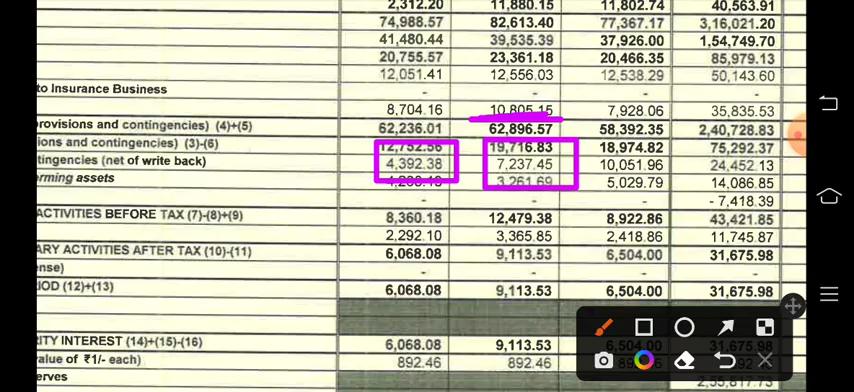 2,312.20 11,880.15 11,802.74 40,563.91
74,988.57 82,613.40 77,367.17 3,16,021.20
41,480.44 39,535.39 37,926.00 1,54,749.70
20,755.57 23,361.18 20,466.35 85,979.13
12,051.41 12,556.03 12,538.29 50,143.60
to Insurance Business - - - -
8,704.16 10,805.15 7,928.06 35,835.53
provisions and contingencies) (4)+(5) 62,236.01 62,896.57 58,392.35 2,40,728.83
ions and contingencies) (3)-(6) 19,716.83 18,974.82 75,292.37
tingencies (net of write back) 4,392.38 7,237.45 10,051.96 24,452.13
rming assets 3,261.69 5,029.79 14,086.85
- - - - 7,418.39
ACTIVITIES BEFORE TAX (7)-(8)+(9) 8,360.18 12,479.38 8,922.86 43,421.85
2,292.10 3,365.85 2,418.86 11,745.87
ARY ACTIVITIES AFTER TAX (10)-(11) 6,068.08 9,113.53 6,504.00 31,675.98
ense) - - - -
RIOD (12)+(13) 6,068.08 9,113.53 6,504.00 31,675.98
RITY INTEREST (14)+(15)-(16) 6,068.08 9,113.53 6,504.00 31,675.98
value of ₹1/- each) 892.46 892.46
serves